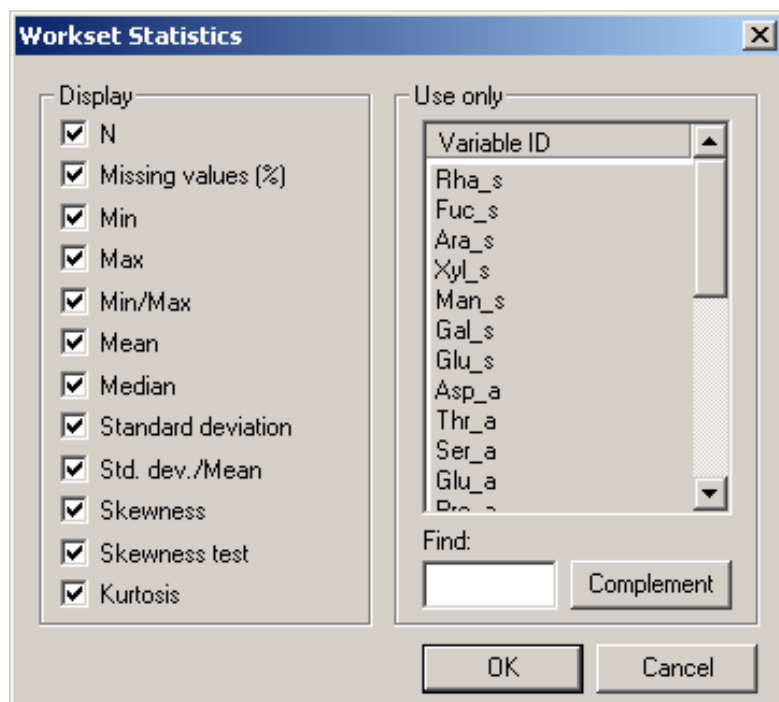 Workset Statistics
Display
N
Missing values (%)
Min
Max
Min/Max
Mean
Median
Standard deviation
Std. dev./Mean
Skewness
Skewness test
Kurtosis
Use only
Variable ID
Rha_s
Fuc_s
Ara_s
Xyl_s
Man_s
Gal_s
Glu_s
Asp_a
Thr_a
Ser_a
Glu_a
Find:
Complement
OK
Cancel